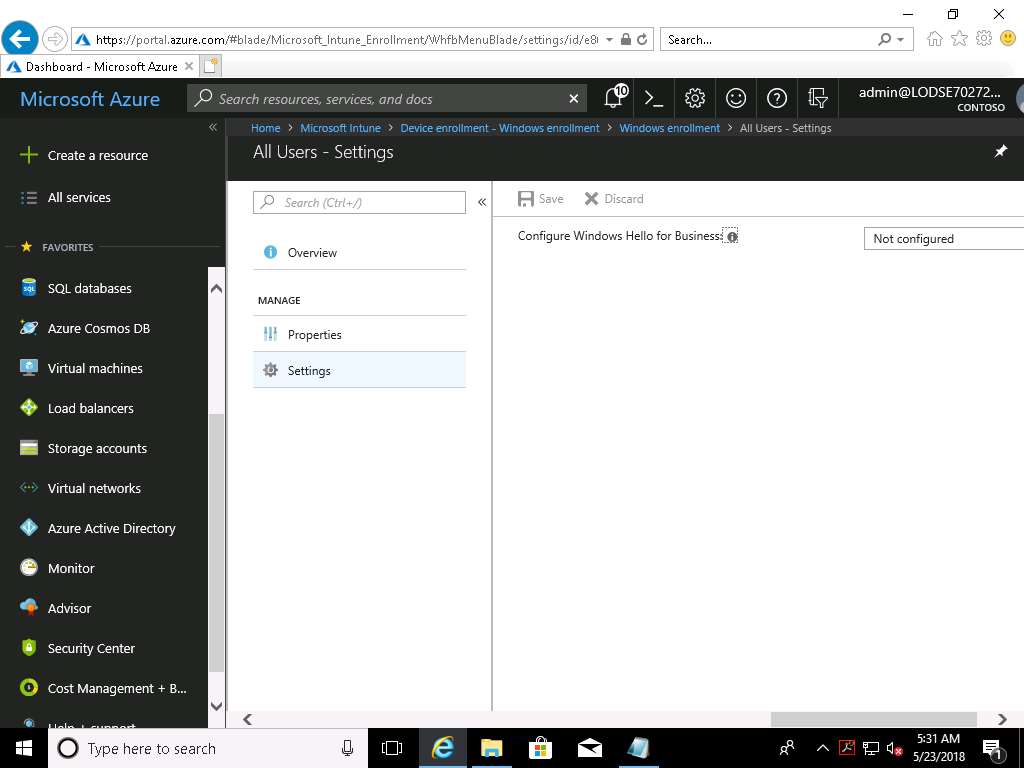 https://portal.azure.com/#blade/Microsoft_Intune_Enrollment/WhfbMenuBlade/settings/id/e8
Search...
Dashboard - Microsoft Azure
Microsoft Azure
Search resources, services, and docs
10
admin@LODSE70272...
CONTOSO
Home > Microsoft Intune > Device enrollment - Windows enrollment > Windows enrollment > All Users - Settings
All Users - Settings
Create a resource
All services
FAVORITES
SQL databases
Azure Cosmos DB
Virtual machines
Load balancers
Storage accounts
Virtual networks
Azure Active Directory
Monitor
Advisor
Security Center
Cost Management + B...
Help + support
Search (Ctrl+/)
Overview
MANAGE
Properties
Settings
Save
Discard
Configure Windows Hello for Business:
Not configured
Type here to search
5:31 AM
5/23/2018
1